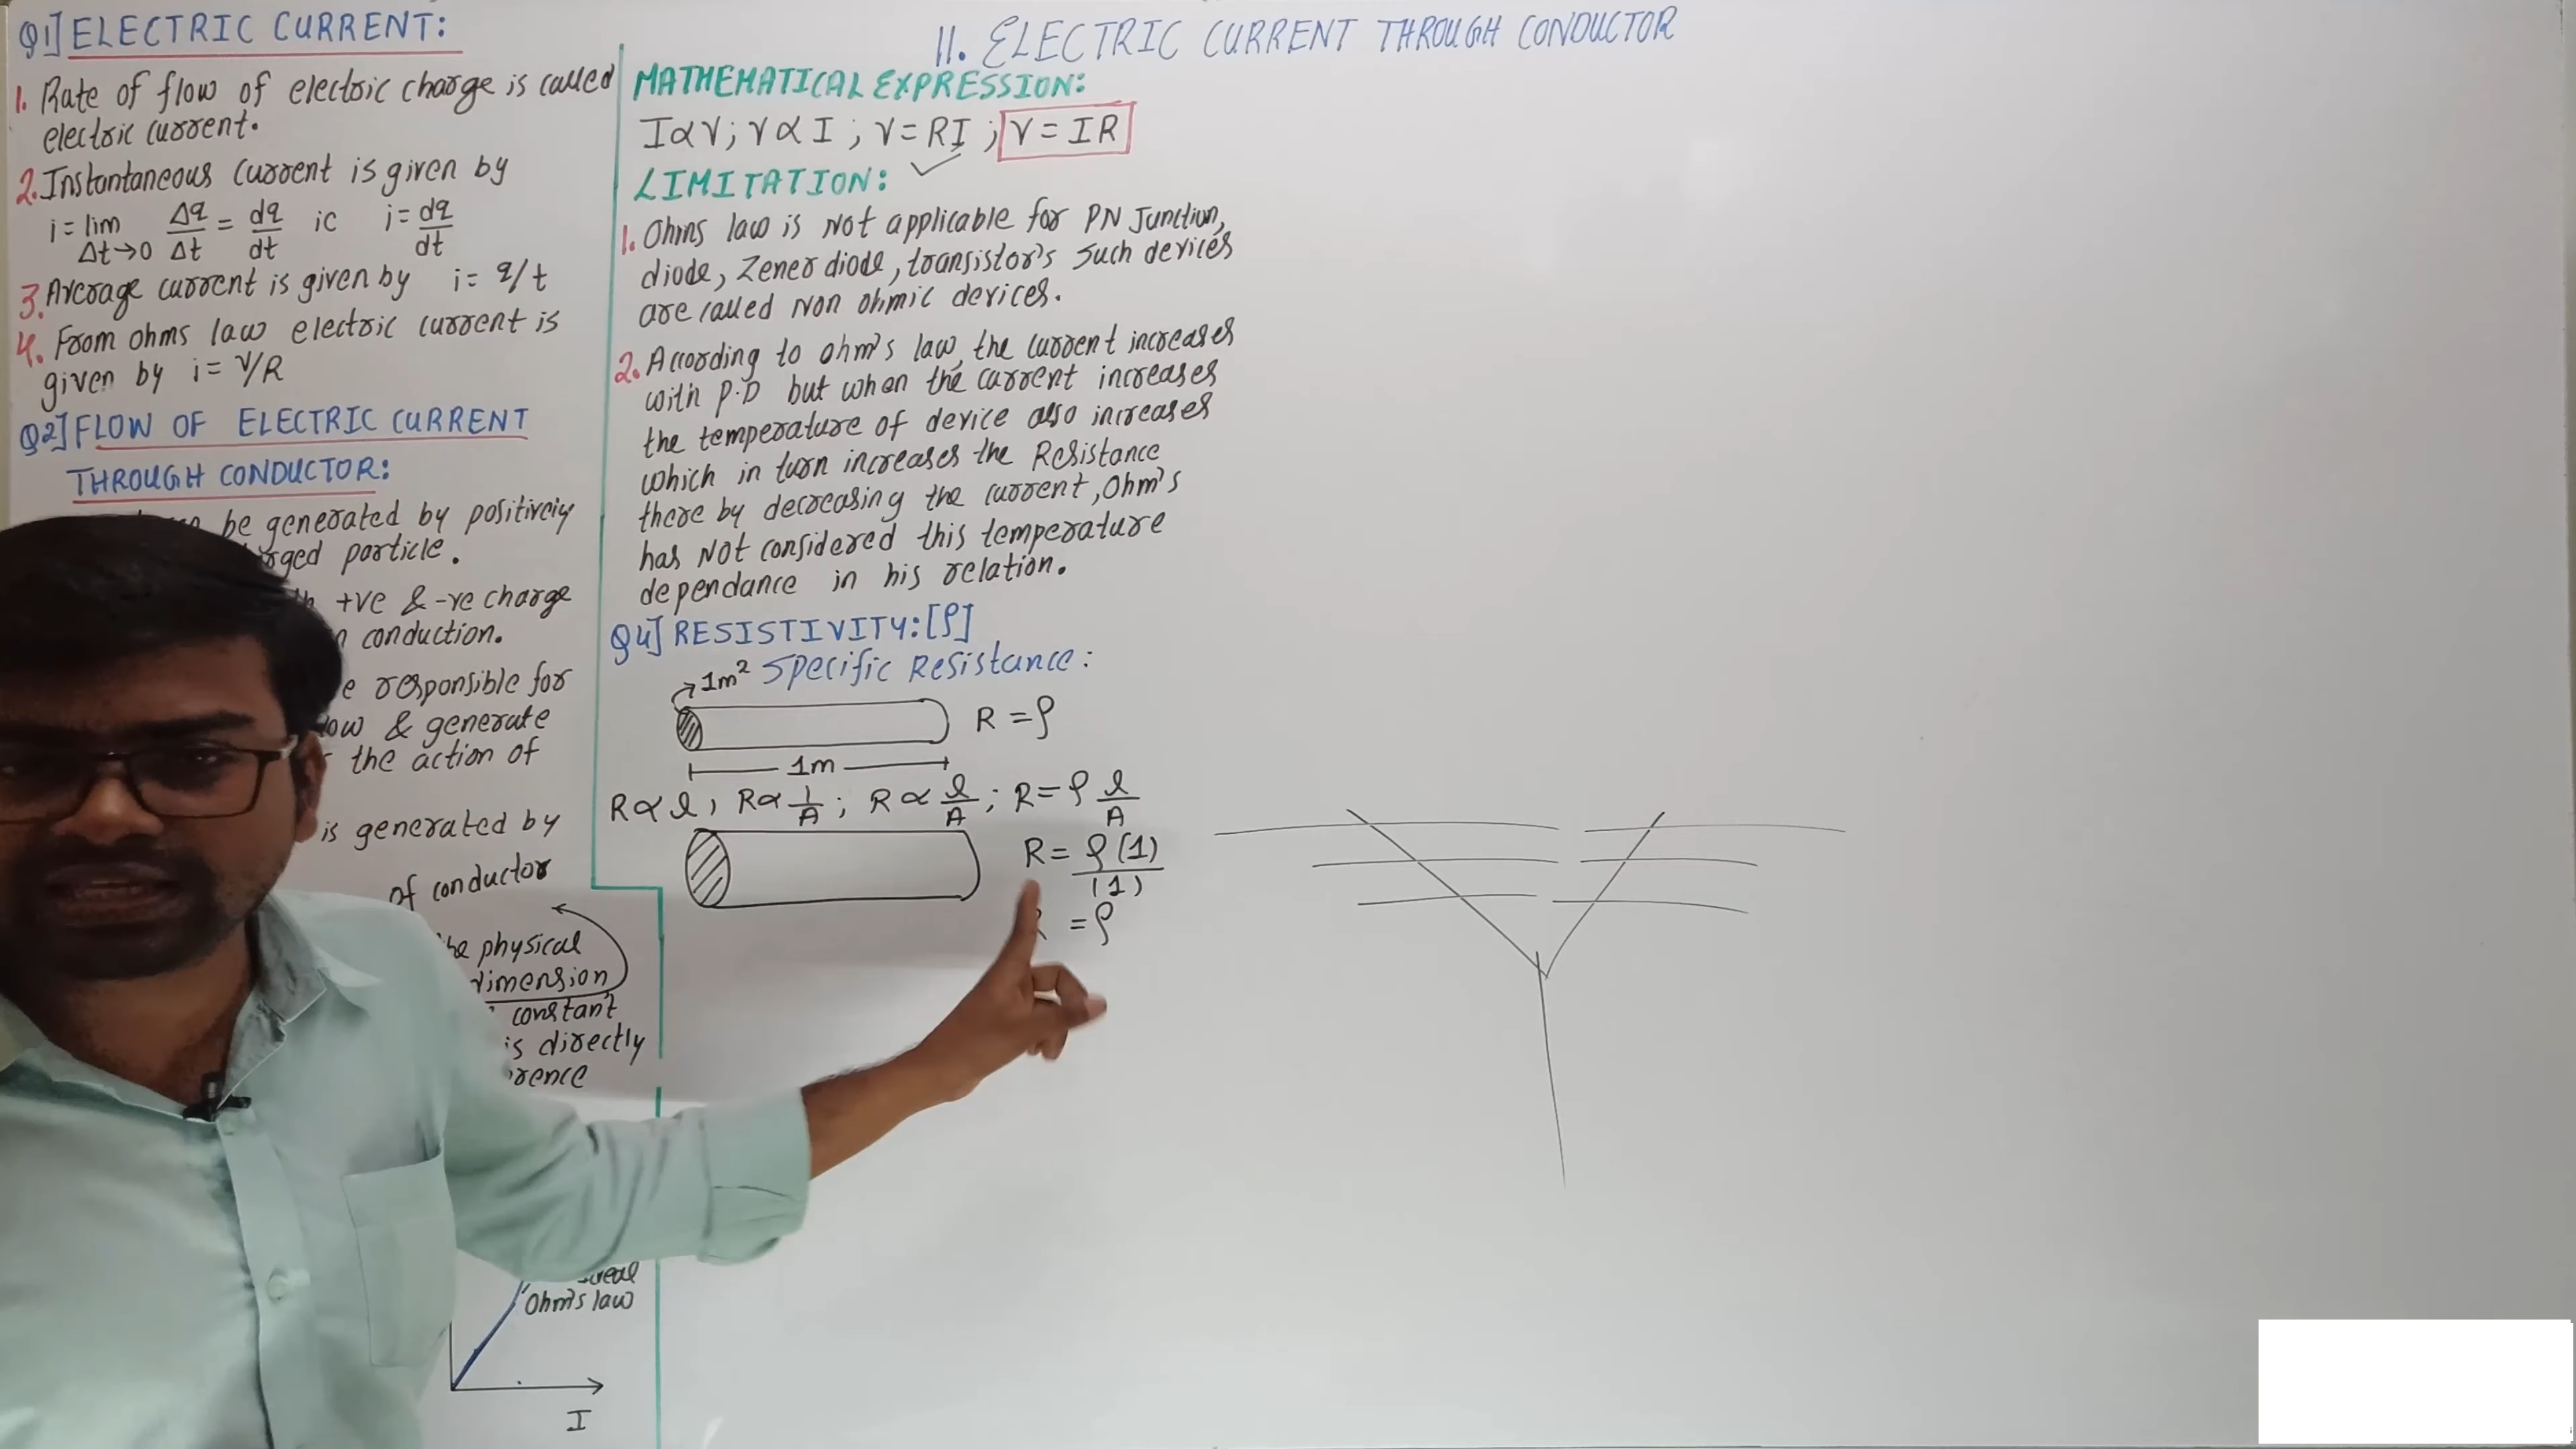 Q1] ELECTRIC CURRENT:
1. Rate of flow of electric charge is called
electric current.
2. Instantaneous current is given by
i = lim Δq/Δt = dq/dt ie i = dq/dt
Δt→0
3. Average current is given by i = q/t
4. From ohms law electric current is
given by i = V/R
Q2] FLOW OF ELECTRIC CURRENT
THROUGH CONDUCTOR:
be generated by positively
particle.
+ve & -ve charge
conduction.
responsible for
& generate
the action of
is generated by
of conductor
physical
dimension
constant
is directly
Ohm's law
I
11. ELECTRIC CURRENT THROUGH CONDUCTOR
MATHEMATICAL EXPRESSION:
I∝V; V∝I; V=RI; V=IR
LIMITATION:
1. Ohms law is Not applicable for PN Junction,
diode, Zener diode, transistor's such devices
are called Non ohmic devices.
2. According to ohm's law, the current increases
with P.D but when the current increases
the temperature of device also increases
which in turn increases the Resistance
there by decreasing the current, Ohm's
has NOT considered this temperature
dependance in his relation.
Q4] RESISTIVITY: [ρ]
Specific Resistance:
1m²
R = ρ
1m
R∝l, R∝1/A; R∝l/A; R=ρ l/A
R = ρ(1)/(1)
R = ρ